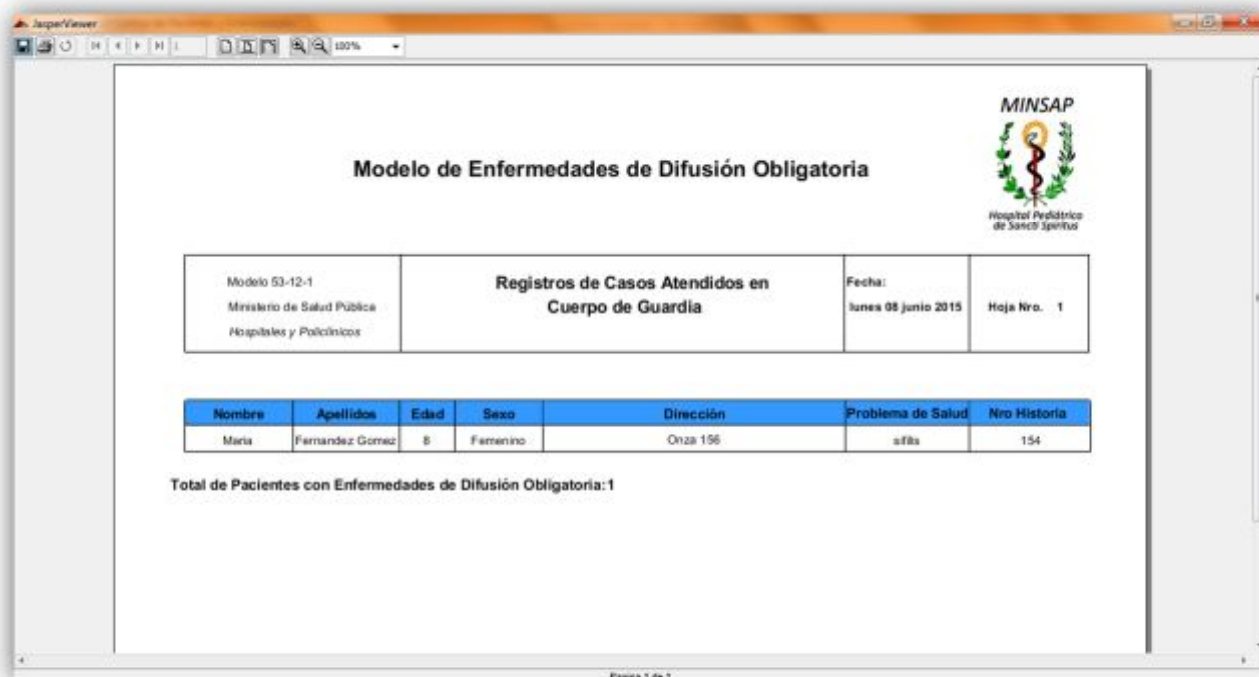 JasperViewer
100%
MINSAP
Modelo de Enfermedades de Difusión Obligatoria
Hospital Pediátrico
de Sancti Spíritus
Modelo 53-12-1
Ministerio de Salud Pública
Hospitales y Policlínicos
Registros de Casos Atendidos en
Cuerpo de Guardia
Fecha:
lunes 08 junio 2015
Hoja Nro. 1
Nombre Apellidos Edad Sexo Dirección Problema de Salud Nro Historia
Maria Fernandez Gomez 8 Femenino Onza 156 sifilis 154
Total de Pacientes con Enfermedades de Difusión Obligatoria:1